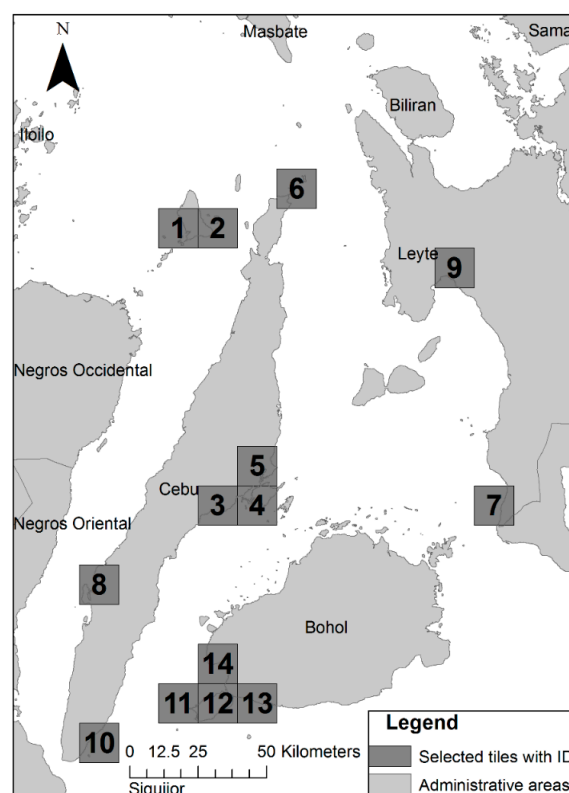 N
Masbate
Sama
Biliran
Iloilo
6
1
2
Leyte
9
Negros Occidental
5
Cebu
3
4
7
Negros Oriental
8
Bohol
14
11
12
13
10
0 12.5 25 50 Kilometers
Siquijor
Legend
Selected tiles with ID
Administrative areas